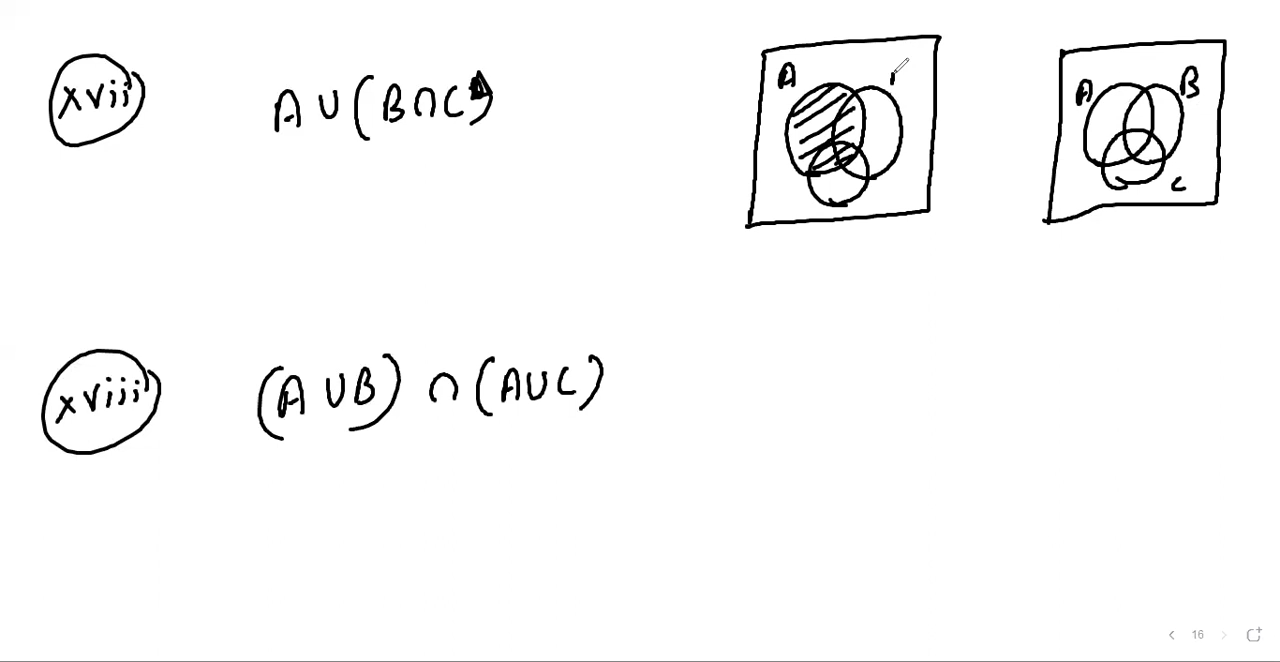 xvii A ∪ (B ∩ C)
A
A B
C
xviii (A ∪ B) ∩ (A ∪ C)
16